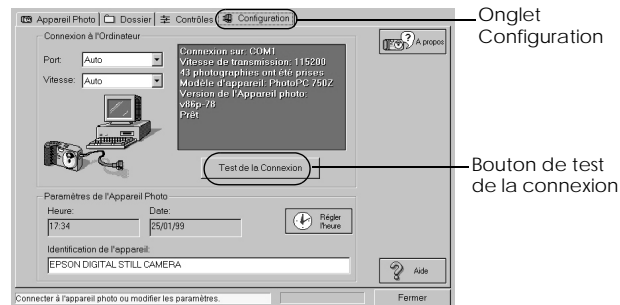 Appareil Photo Dossier Contrôles Configuration
Onglet
Configuration
Connexion à l'Ordinateur
A propos
Port: Auto
Vitesse: Auto
Connexion sur: COM1
Vitesse de transmission: 115200
43 photographies ont été prises
Modèle d'appareil: PhotoPC 750Z
Version de l'Appareil photo:
v86p-78
Prêt
Test de la Connexion
Bouton de test
de la connexion
Paramètres de l'Appareil Photo
Heure: Date:
17:34 25/01/99
Régler
l'heure
Identification de l'appareil:
EPSON DIGITAL STILL CAMERA
Aide
Connecter à l'appareil photo ou modifier les paramètres.
Fermer